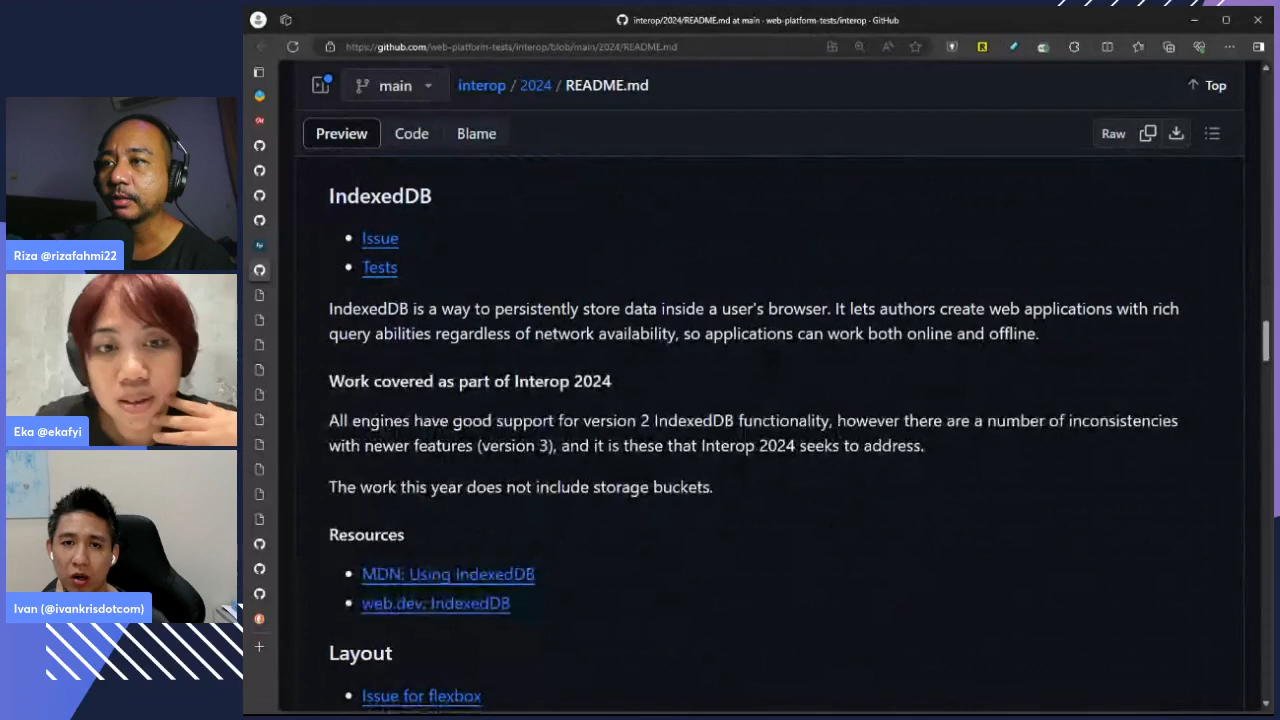 interop/2024/README.md at main · web-platform-tests/interop · GitHub
https://github.com/web-platform-tests/interop/blob/main/2024/README.md
main
interop / 2024 / README.md
Top
Preview
Code
Blame
Raw
IndexedDB
Issue
Tests
IndexedDB is a way to persistently store data inside a user's browser. It lets authors create web applications with rich
query abilities regardless of network availability, so applications can work both online and offline.
Work covered as part of Interop 2024
All engines have good support for version 2 IndexedDB functionality, however there are a number of inconsistencies
with newer features (version 3), and it is these that Interop 2024 seeks to address.
The work this year does not include storage buckets.
Resources
MDN: Using IndexedDB
web.dev: IndexedDB
Layout
Issue for flexbox
Riza @rizafahmi22
Eka @ekafyi
Ivan (@ivankrisdotcom)